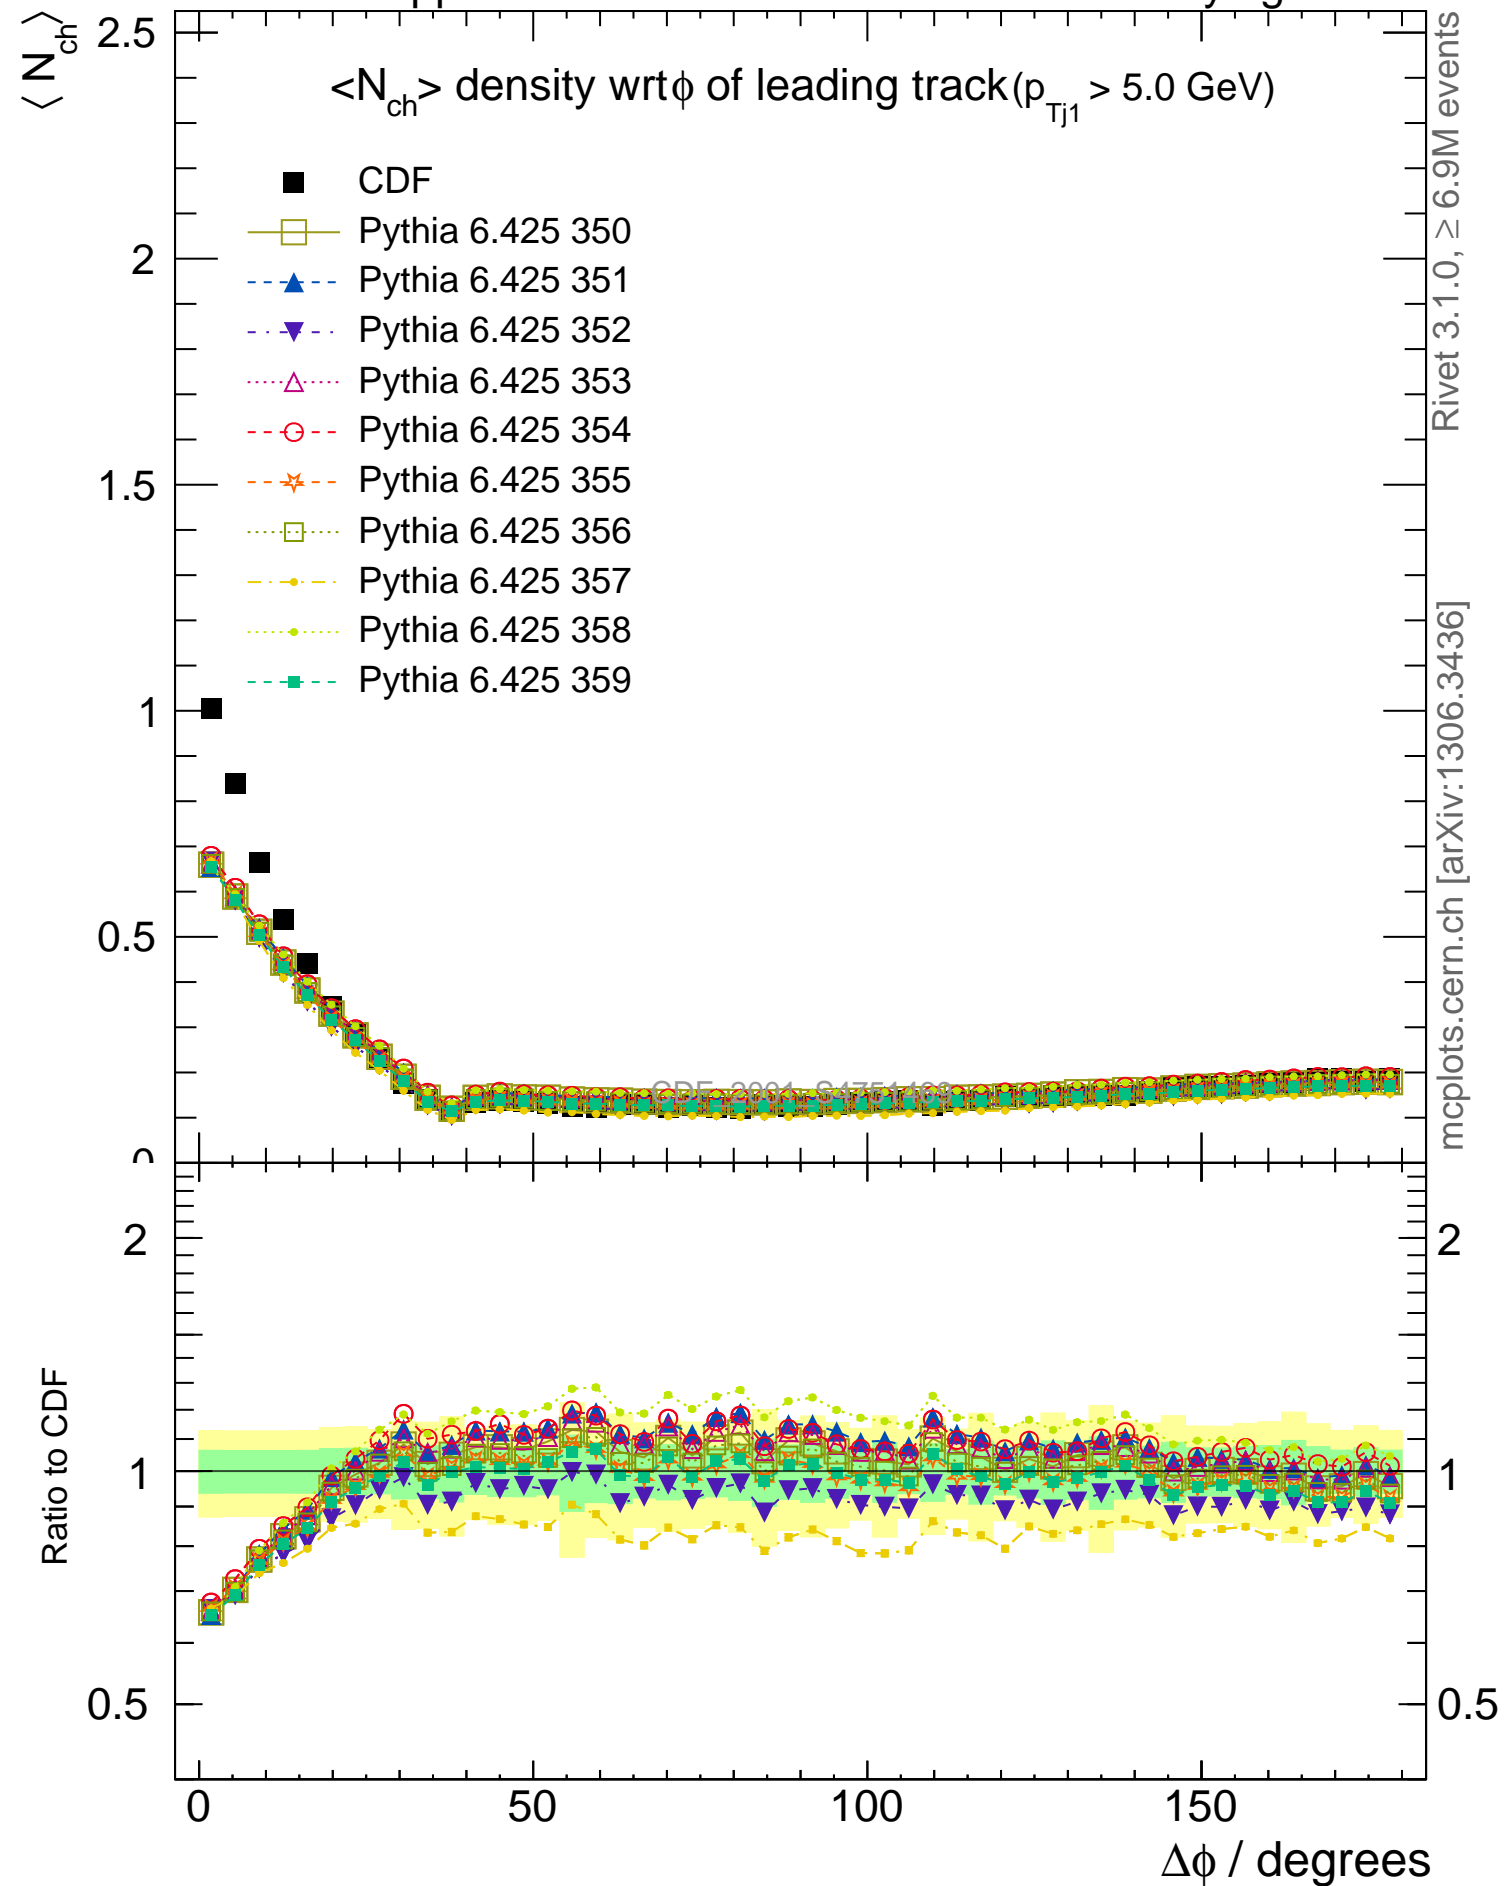 ⟨ N_ch ⟩
<N_ch> density wrt ϕ of leading track (p_Tj1 > 5.0 GeV)
CDF
Pythia 6.425 350
Pythia 6.425 351
Pythia 6.425 352
Pythia 6.425 353
Pythia 6.425 354
Pythia 6.425 355
Pythia 6.425 356
Pythia 6.425 357
Pythia 6.425 358
Pythia 6.425 359
2.5
2
1.5
1
0.5
0
CDF_2001_S4751469
Rivet 3.1.0, ≥ 6.9M events
mcplots.cern.ch [arXiv:1306.3436]
Ratio to CDF
2
1
0.5
2
1
0.5
0
50
100
150
Δϕ / degrees